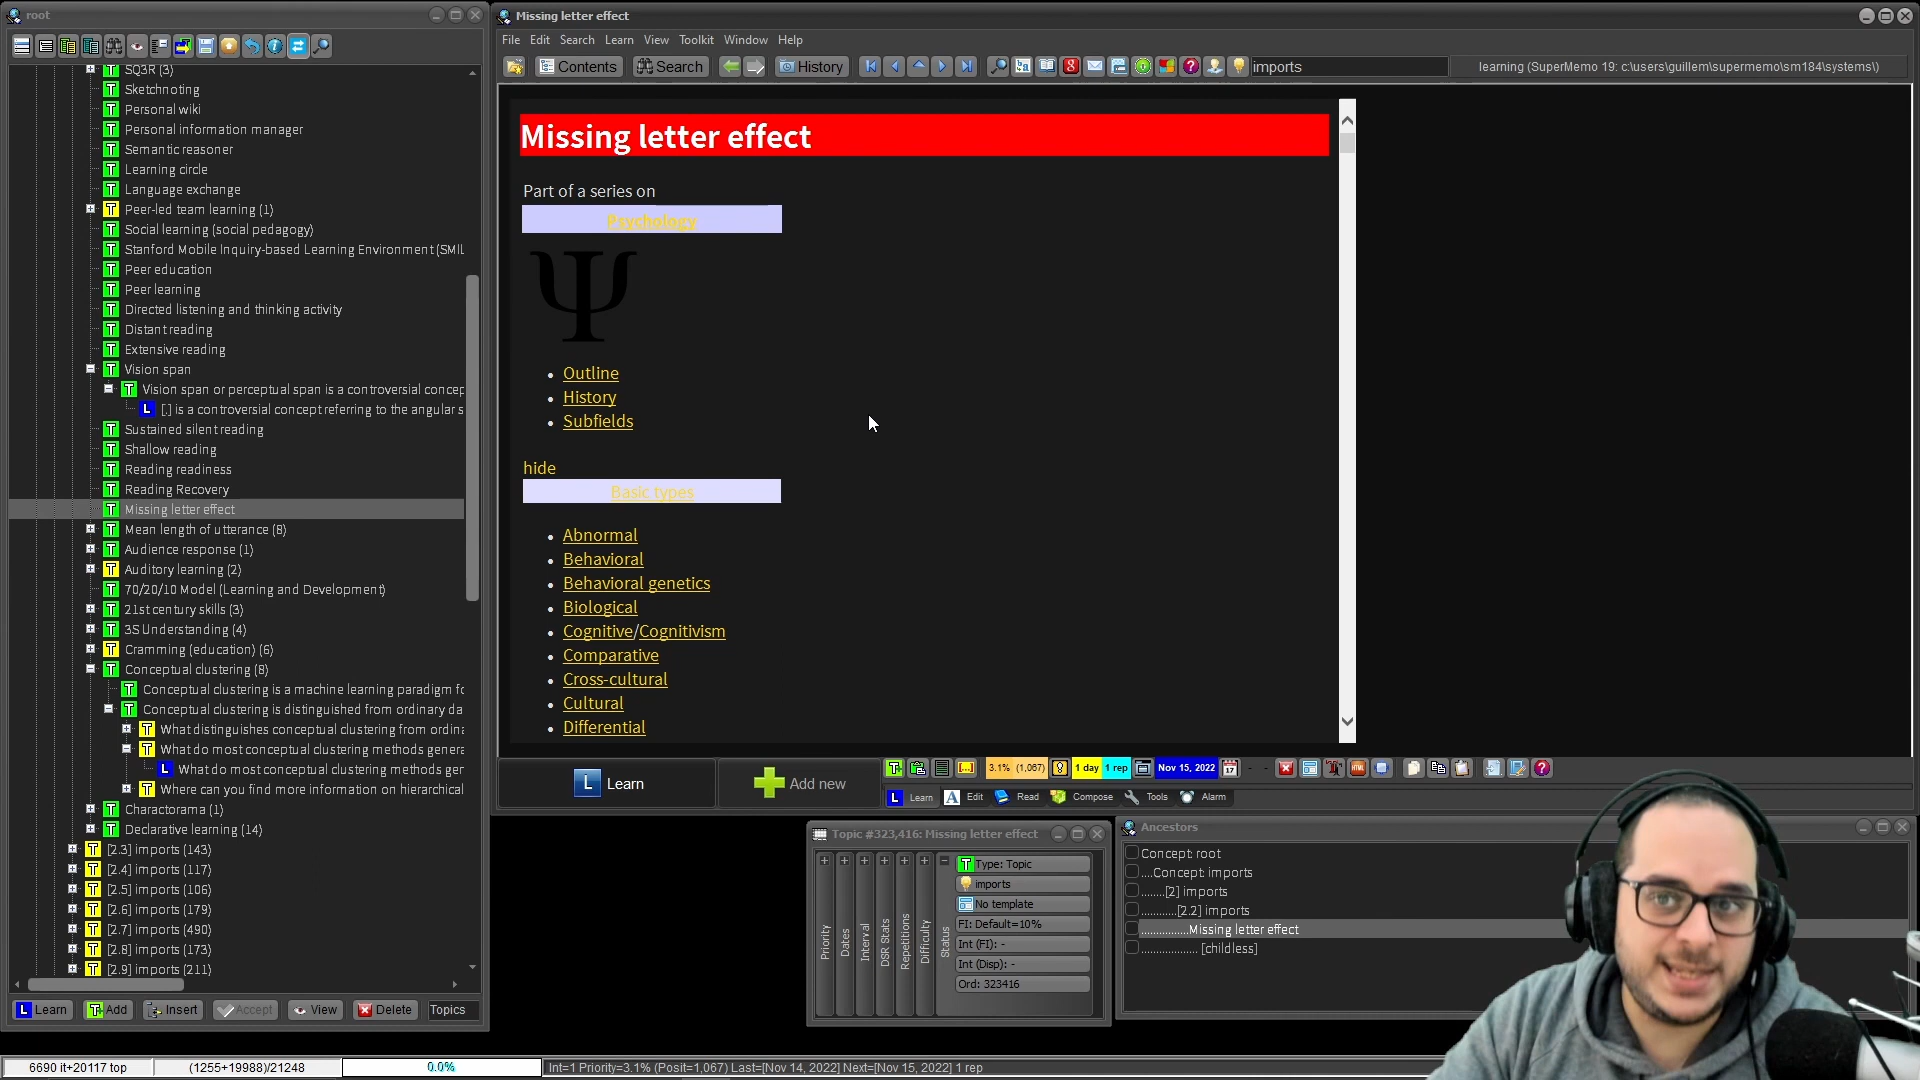 root
SQ3R (3)
Sketchnoting
Personal wiki
Personal information manager
Semantic reasoner
Learning circle
Language exchange
Peer-led team learning (1)
Social learning (social pedagogy)
Stanford Mobile Inquiry-based Learning Environment (SMIL
Peer education
Peer learning
Directed listening and thinking activity
Distant reading
Extensive reading
Vision span
Vision span or perceptual span is a controversial concep
[.] is a controversial concept referring to the angular s
Sustained silent reading
Shallow reading
Reading readiness
Reading Recovery
Missing letter effect
Mean length of utterance (8)
Audience response (1)
Auditory learning (2)
70/20/10 Model (Learning and Development)
21st century skills (3)
3S Understanding (4)
Cramming (education) (6)
Conceptual clustering (8)
Conceptual clustering is a machine learning paradigm fo
Conceptual clustering is distinguished from ordinary da
What distinguishes conceptual clustering from ordina
What do most conceptual clustering methods genera
What do most conceptual clustering methods ger
Where can you find more information on hierarchical
Charactorama (1)
Declarative learning (14)
[2.3] imports (143)
[2.4] imports (117)
[2.5] imports (106)
[2.6] imports (179)
[2.7] imports (490)
[2.8] imports (173)
[2.9] imports (211)
Learn Add Insert Accept View Delete Topics
Missing letter effect
File Edit Search Learn View Toolkit Window Help
Contents Search History imports learning (SuperMemo 19: c:\users\guillem\supermemo\sm184\systems\)
Missing letter effect
Part of a series on
Psychology
Ψ
Outline
History
Subfields
hide
Basic types
Abnormal
Behavioral
Behavioral genetics
Biological
Cognitive/Cognitivism
Comparative
Cross-cultural
Cultural
Differential
Learn Add new 3.1% (1,067) 1 day 1 rep Nov 15, 2022 - -
Learn Edit Read Compose Tools Alarm
Topic #323,416: Missing letter effect
Priority
Dates
Interval
DSR Stats
Repetitions
Difficulty
Status
Type: Topic
imports
No template
FI: Default=10%
Int (FI): -
Int (Disp): -
Ord: 323416
Ancestors
Concept: root
....Concept: imports
........[2] imports
............[2.2] imports
................Missing letter effect
.................. [childless]
6690 it+20117 top (1255+19988)/21248 0.0% Int=1 Priority=3.1% (Posit=1,067) Last=[Nov 14, 2022] Next=[Nov 15, 2022] 1 rep